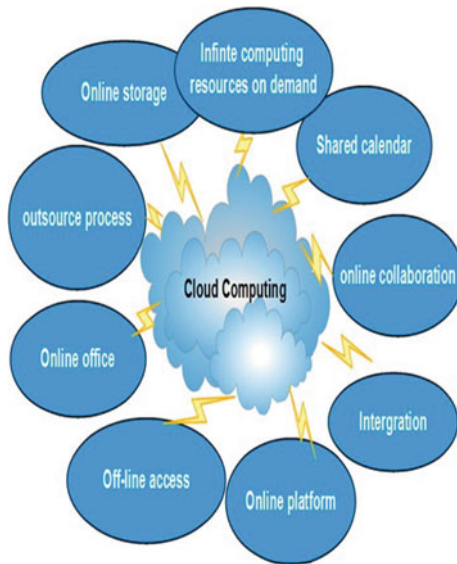 Infinte computing
resources on demand
Online storage
Shared calendar
outsource process
online collaboration
Cloud Computing
Online office
Intergration
Off-line access
Online platform